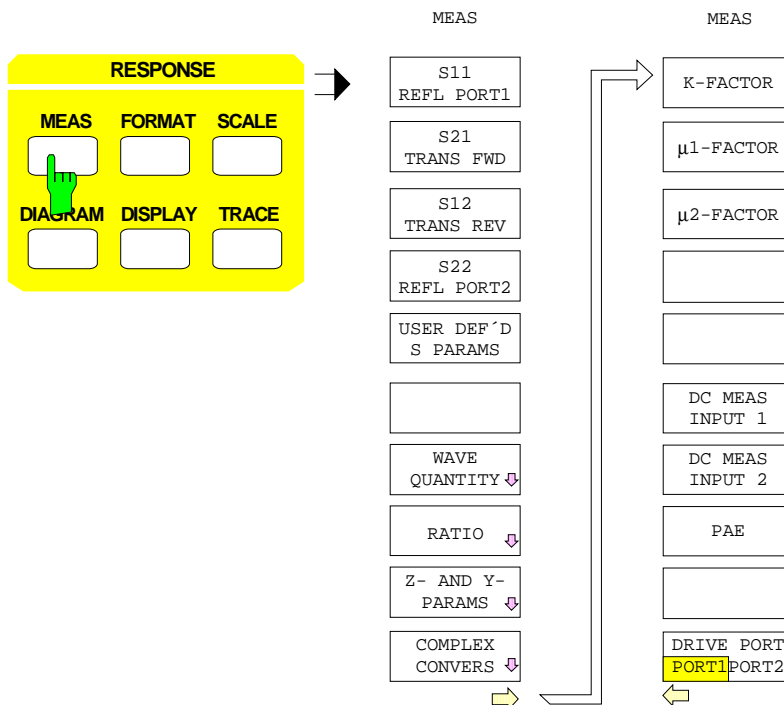 RESPONSE
MEAS FORMAT SCALE
DIAGRAM DISPLAY TRACE
MEAS
S11
REFL PORT1
S21
TRANS FWD
S12
TRANS REV
S22
REFL PORT2
USER DEF´D
S PARAMS
WAVE
QUANTITY
RATIO
Z- AND Y-
PARAMS
COMPLEX
CONVERS
MEAS
K-FACTOR
µ1-FACTOR
µ2-FACTOR
DC MEAS
INPUT 1
DC MEAS
INPUT 2
PAE
DRIVE PORT
PORT1 PORT2